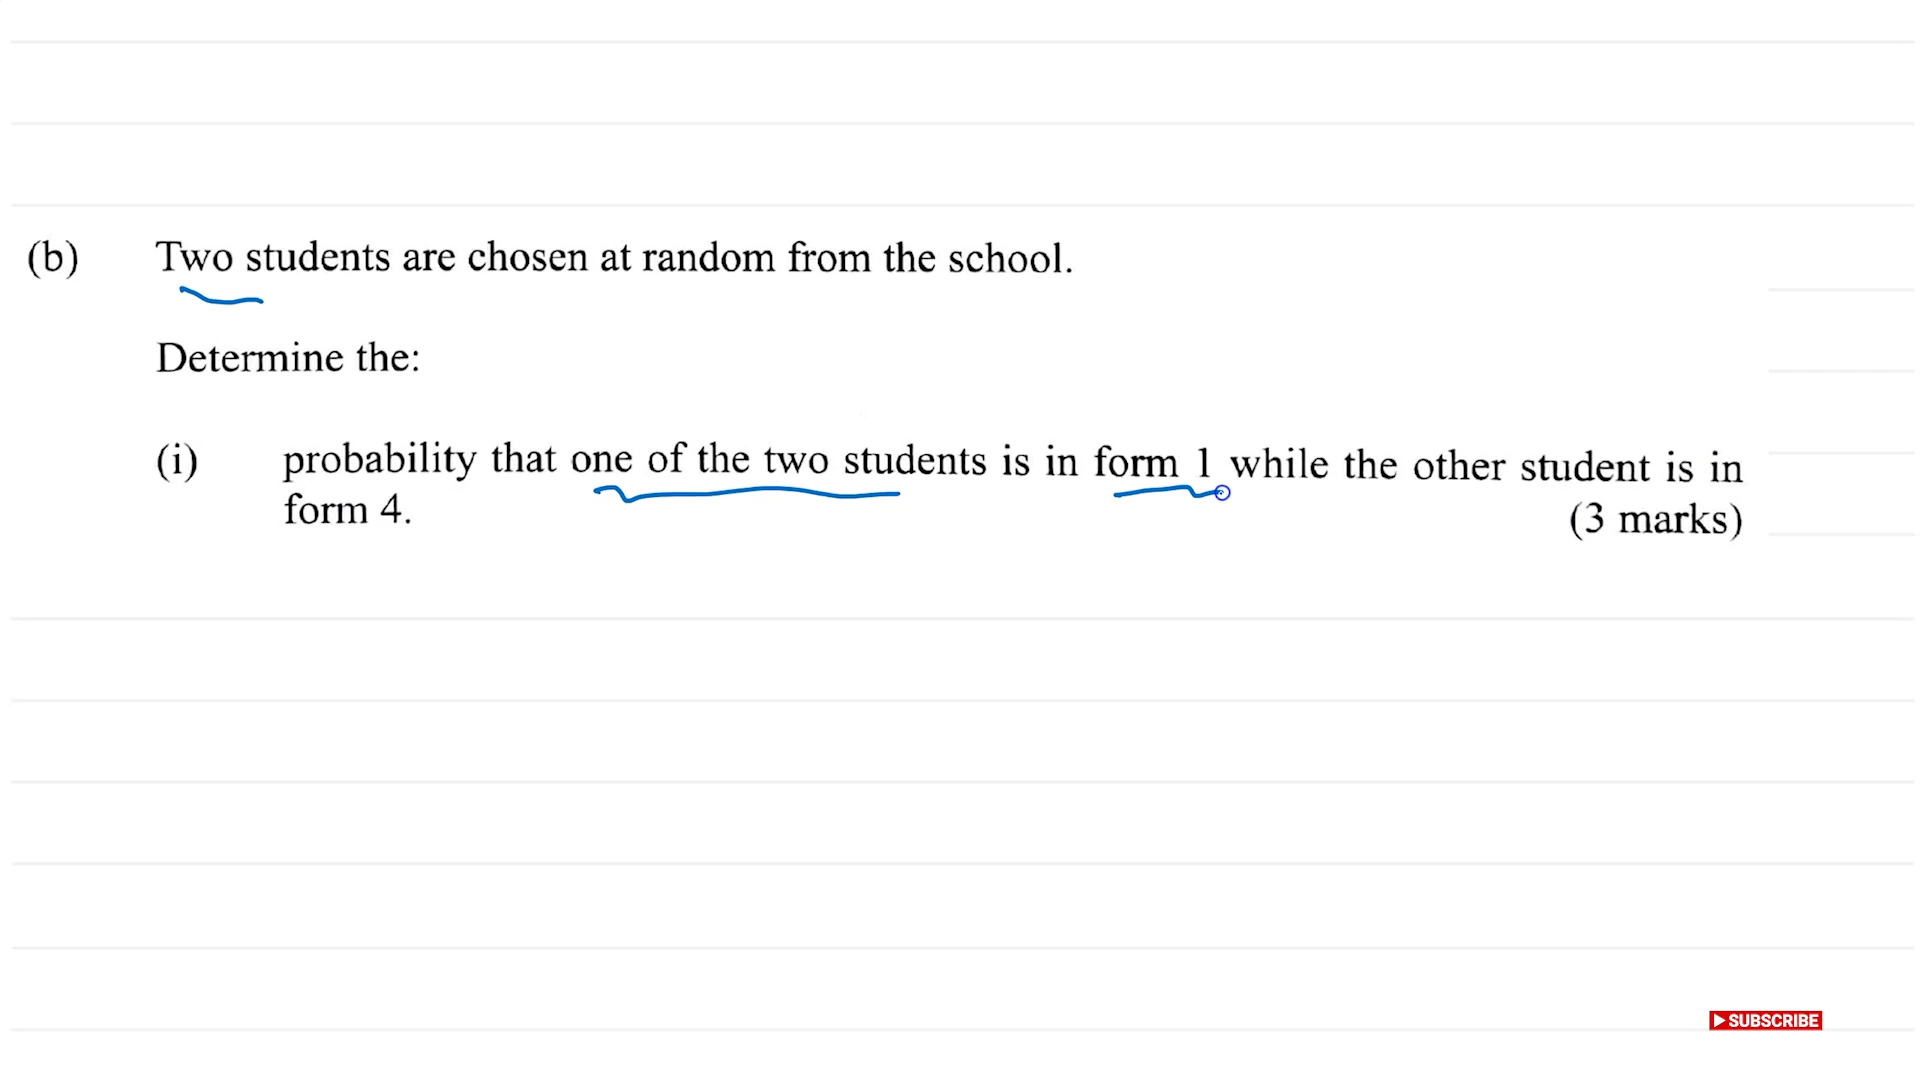 (b) Two students are chosen at random from the school.
Determine the:
(i) probability that one of the two students is in form 1 while the other student is in
form 4.
(3 marks)
SUBSCRIBE